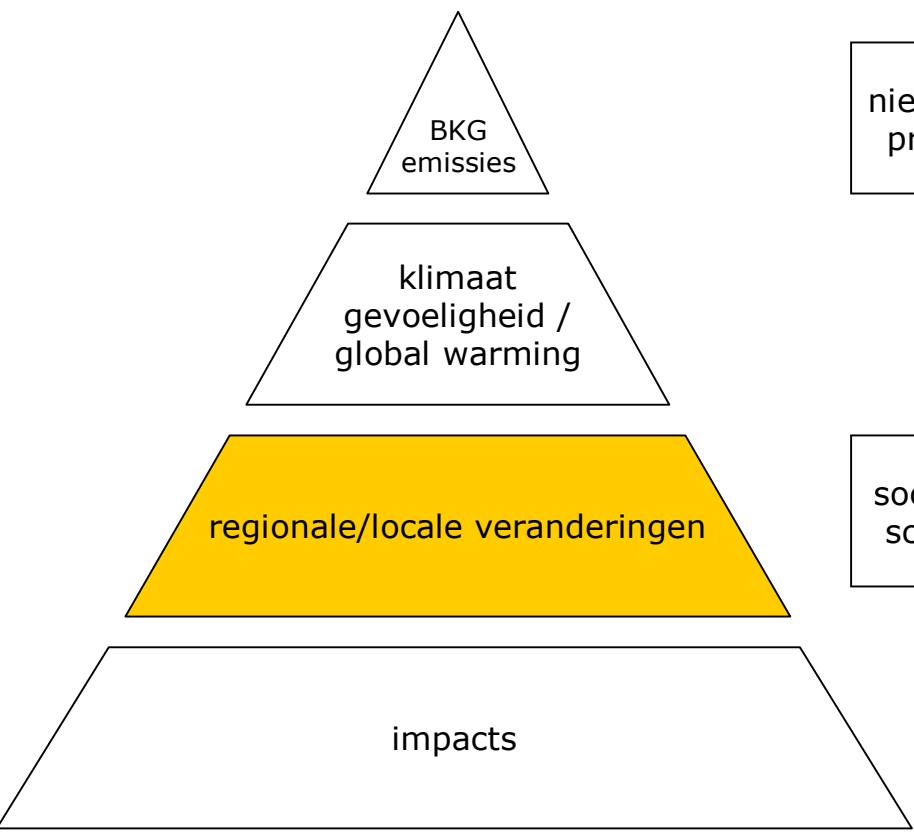 BKG
emissies
klimaat
gevoeligheid /
global warming
regionale/locale veranderingen
impacts